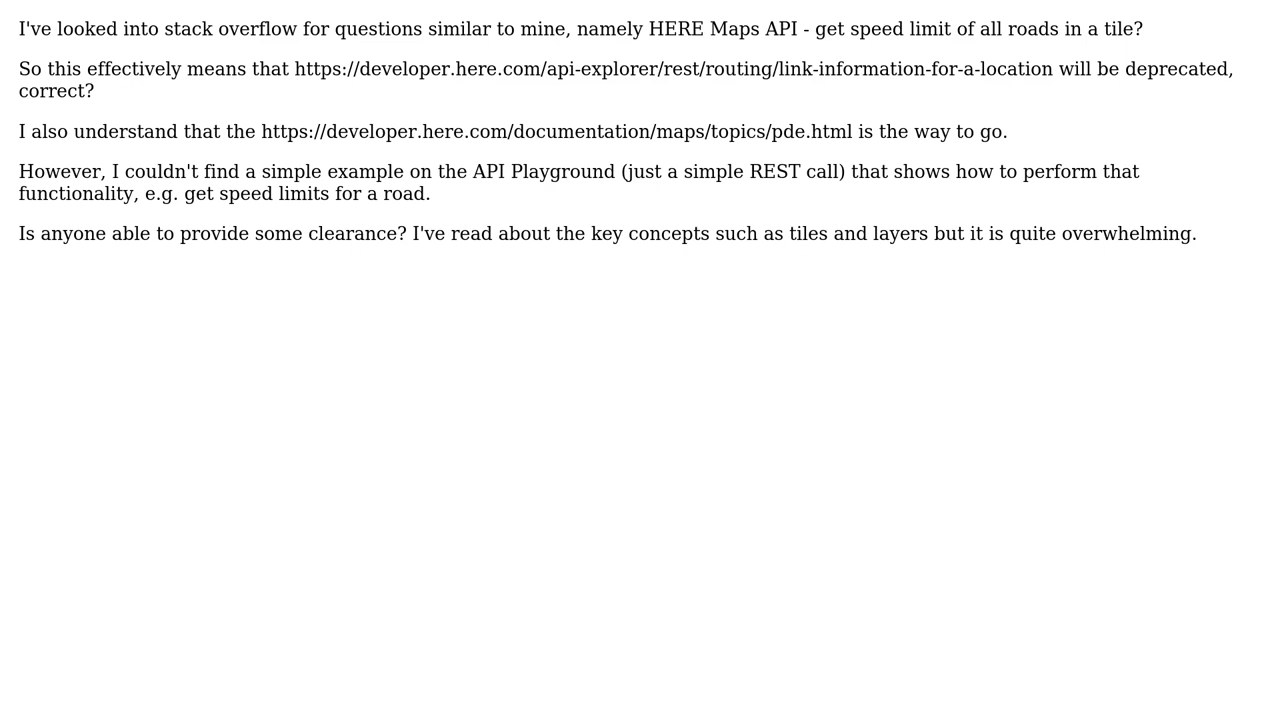 I've looked into stack overflow for questions similar to mine, namely HERE Maps API - get speed limit of all roads in a tile?
So this effectively means that https://developer.here.com/api-explorer/rest/routing/link-information-for-a-location will be deprecated,
correct?
I also understand that the https://developer.here.com/documentation/maps/topics/pde.html is the way to go.
However, I couldn't find a simple example on the API Playground (just a simple REST call) that shows how to perform that
functionality, e.g. get speed limits for a road.
Is anyone able to provide some clearance? I've read about the key concepts such as tiles and layers but it is quite overwhelming.